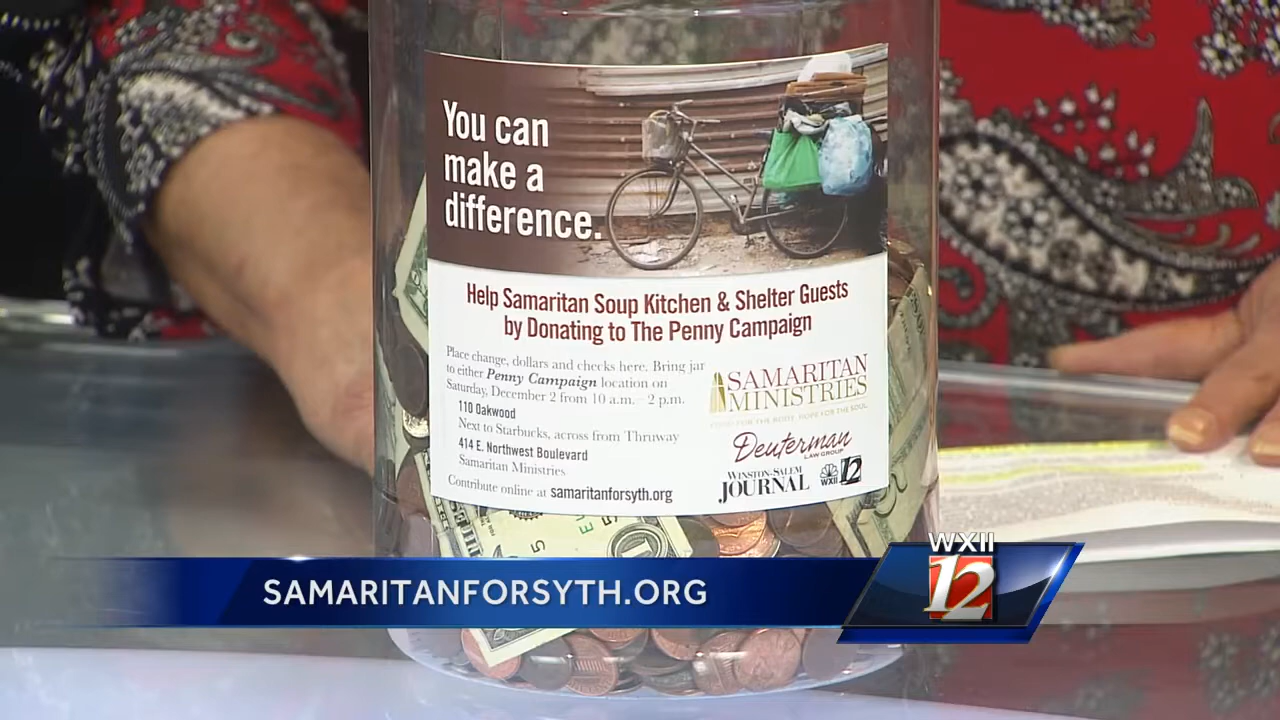 You can
make a
difference.
Help Samaritan Soup Kitchen & Shelter Guests
by Donating to The Penny Campaign
Place change, dollars and checks here. Bring jar
to either Penny Campaign location on
Saturday, December 2 from 10 a.m. – 2 p.m.
110 Oakwood
Next to Starbucks, across from Thruway
414 E. Northwest Boulevard
Samaritan Ministries
Contribute online at samaritanforsyth.org
SAMARITAN
MINISTRIES
FOOD FOR THE BODY. HOPE FOR THE SOUL
Deuterman
LAW GROUP
WINSTON-SALEM
JOURNAL
WXII 12
SAMARITANFORSYTH.ORG
WXII
12